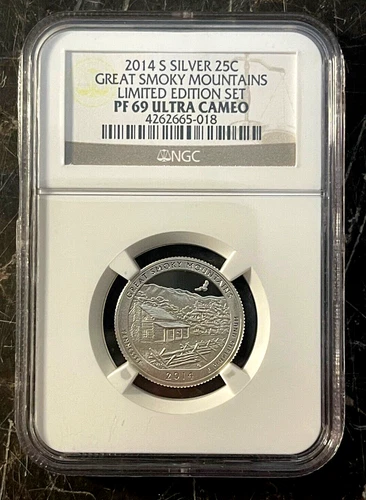 2014 S SILVER 25C
GREAT SMOKY MOUNTAINS
LIMITED EDITION SET
PF 69 ULTRA CAMEO
4262665-018
NGC
GREAT SMOKY MOUNTAINS
2014